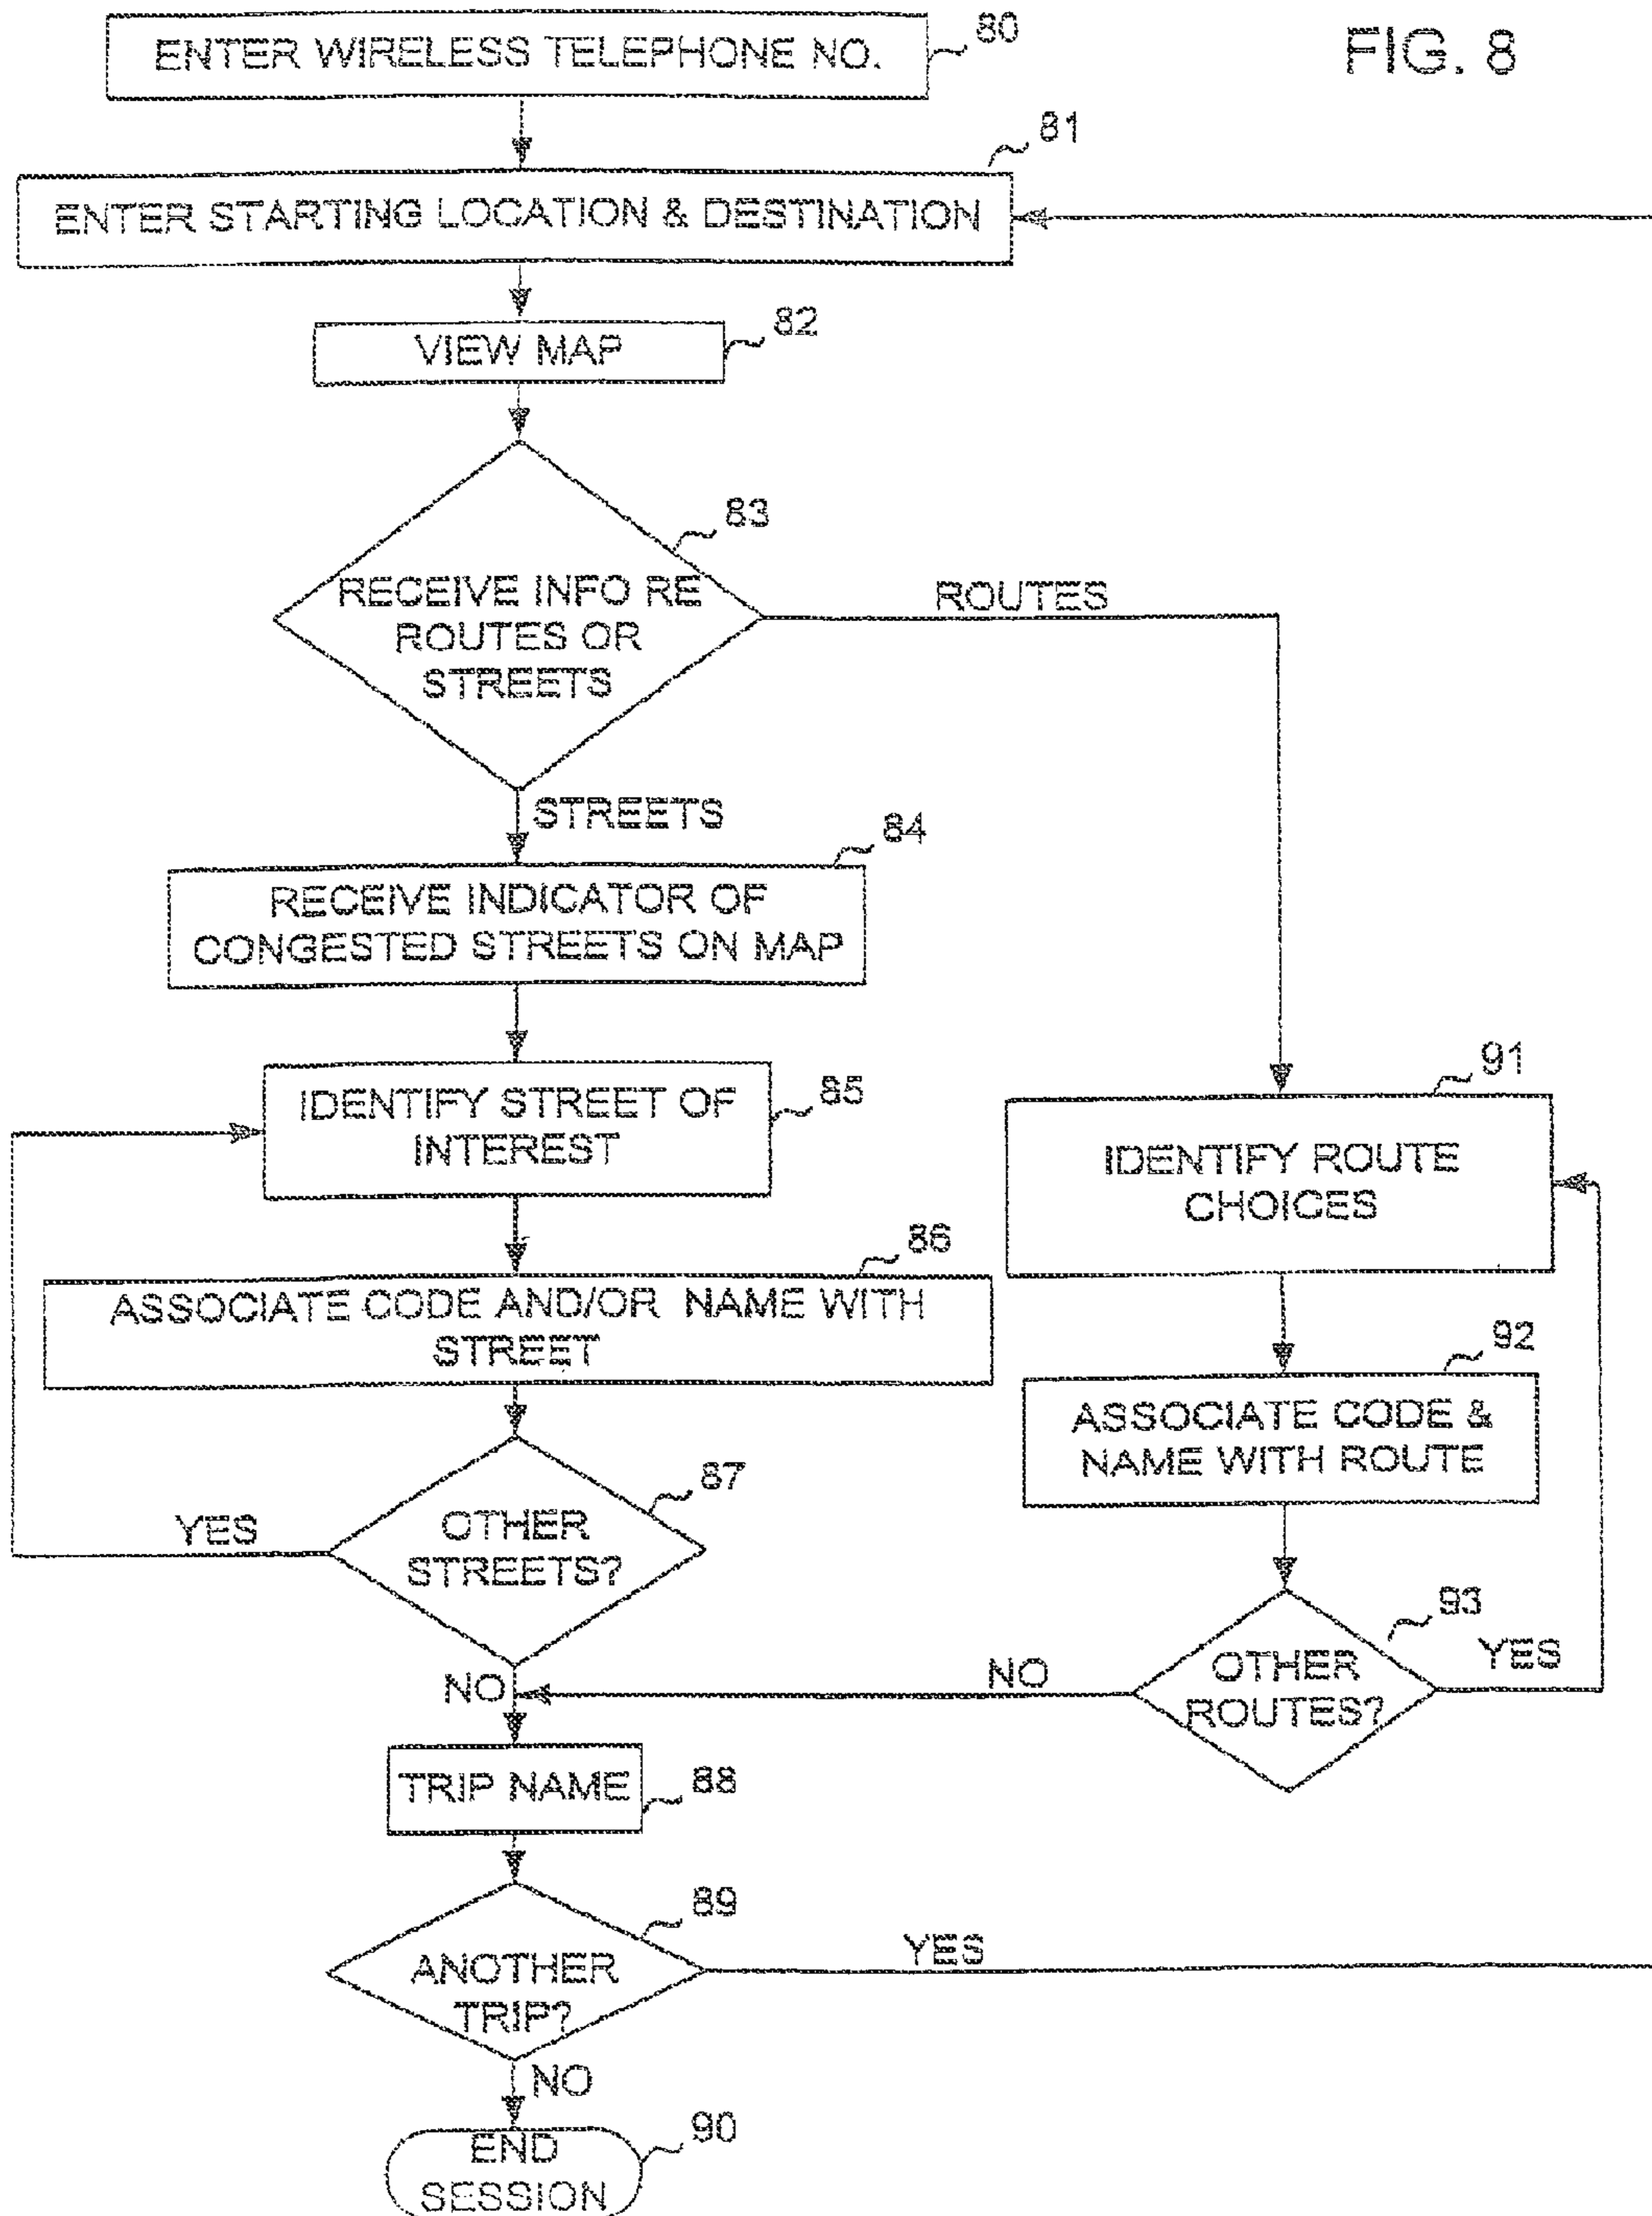 FIG. 8
ENTER WIRELESS TELEPHONE NO.
80
81
ENTER STARTING LOCATION & DESTINATION
VIEW MAP
82
83
RECEIVE INFO RE
ROUTES OR
STREETS
ROUTES
STREETS
84
RECEIVE INDICATOR OF
CONGESTED STREETS ON MAP
IDENTIFY STREET OF
INTEREST
85
91
IDENTIFY ROUTE
CHOICES
86
ASSOCIATE CODE AND/OR NAME WITH
STREET
92
ASSOCIATE CODE &
NAME WITH ROUTE
87
OTHER
STREETS?
YES
93
OTHER
ROUTES?
YES
NO
NO
TRIP NAME
88
89
ANOTHER
TRIP?
YES
NO
END
SESSION
90